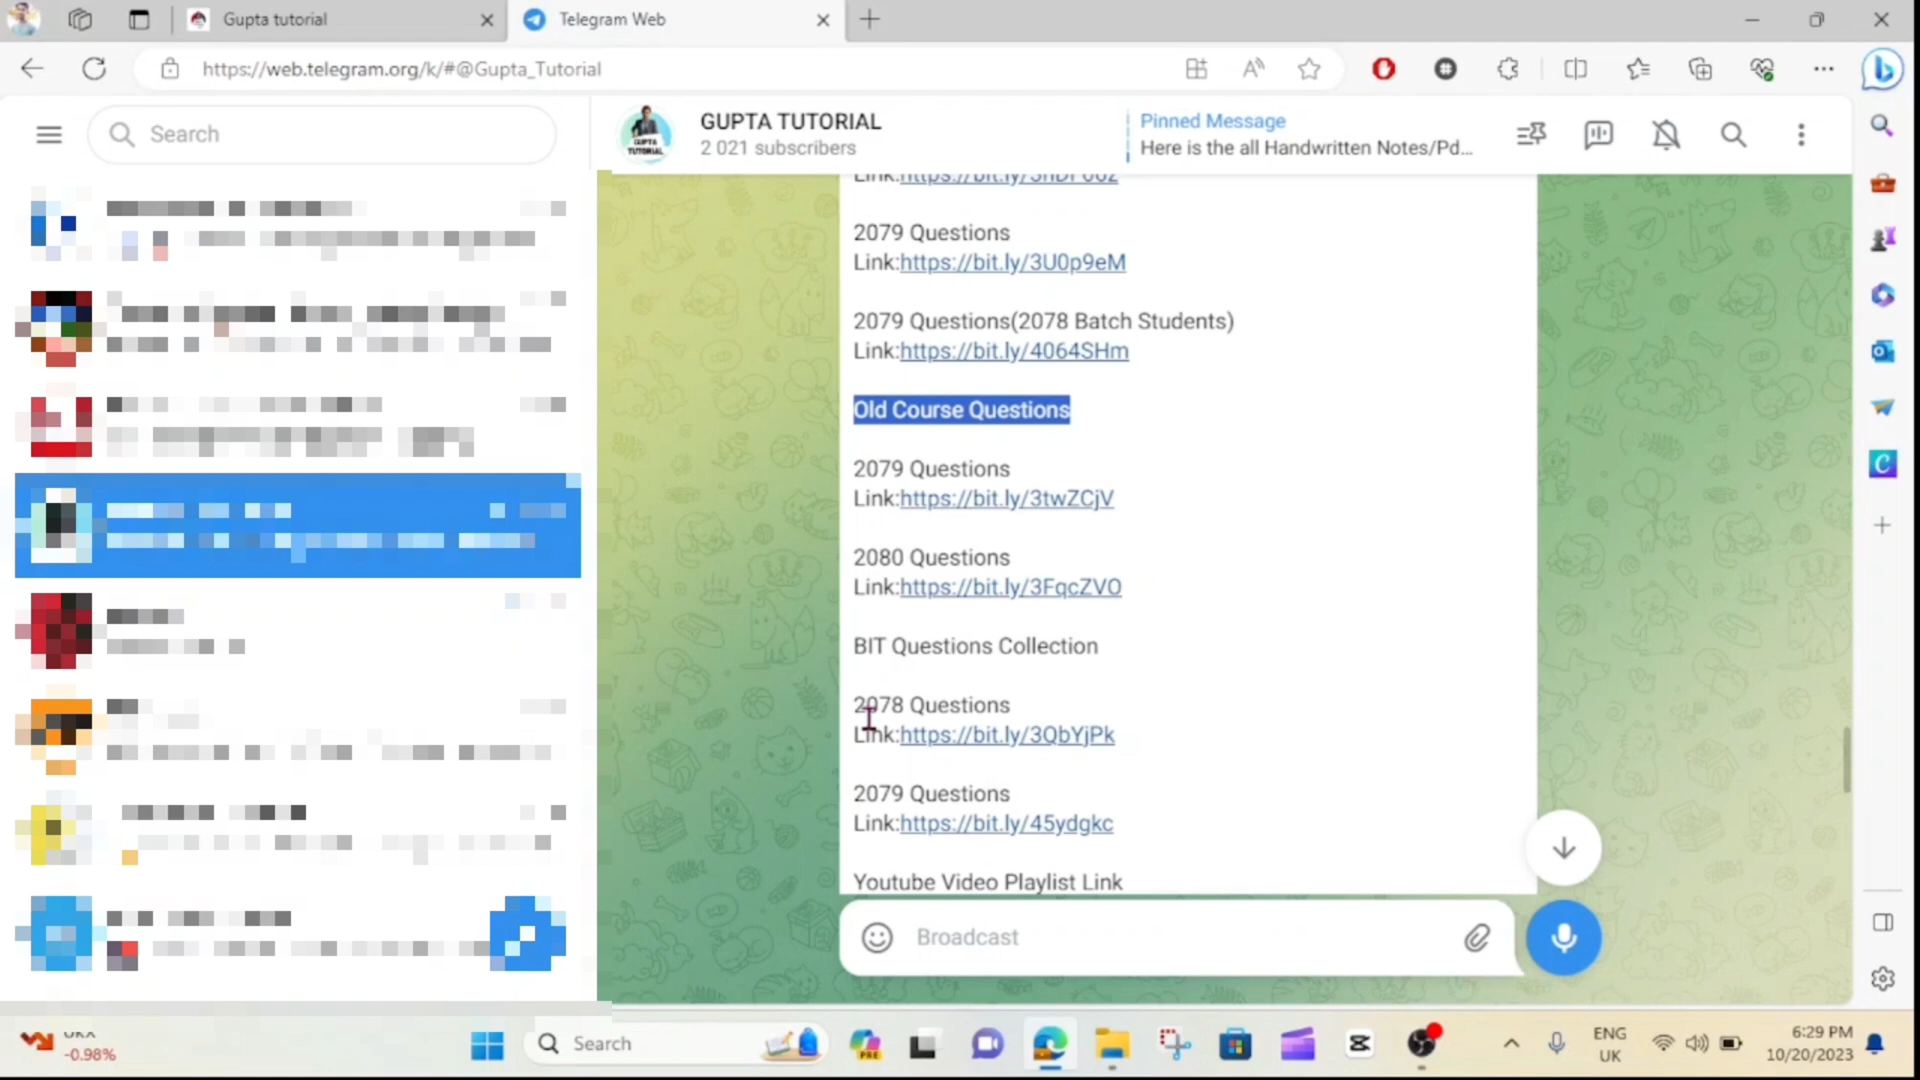 Gupta tutorial
Telegram Web
https://web.telegram.org/k/#@Gupta_Tutorial
Search
GUPTA TUTORIAL
2 021 subscribers
Pinned Message
Here is the all Handwritten Notes/Pd...
GUPTA
TUTORIAL
2079 Questions
Link:https://bit.ly/3U0p9eM
2079 Questions(2078 Batch Students)
Link:https://bit.ly/4064SHm
Old Course Questions
2079 Questions
Link:https://bit.ly/3twZCjV
2080 Questions
Link:https://bit.ly/3FqcZVO
BIT Questions Collection
2078 Questions
Link:https://bit.ly/3QbYjPk
2079 Questions
Link:https://bit.ly/45ydgkc
Youtube Video Playlist Link
Broadcast
-0.98%
Search
PRE
ENG
UK
6:29 PM
10/20/2023